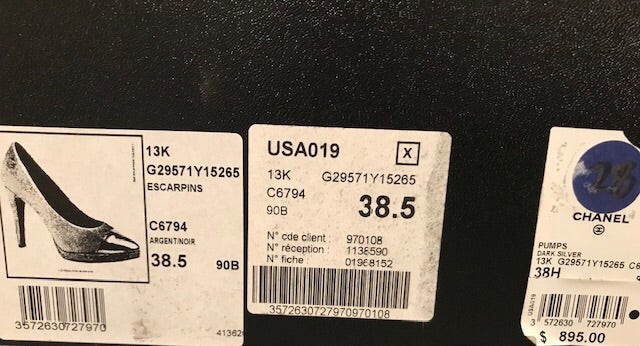 13K
G29571Y15265
ESCARPINS
C6794
ARGENT/NOIR
38.5 90B
3572630727970
41362
USA019 X
13K G29571Y15265
C6794
90B 38.5
N° cde client : 970108
N° réception : 1138590
N° fiche : 01968152
3572630727970970108
CHANEL
PUMPS
DARK SILVER
13K G29571Y15265 C6
38H
USA019
3 572630 727970
$ 895.00